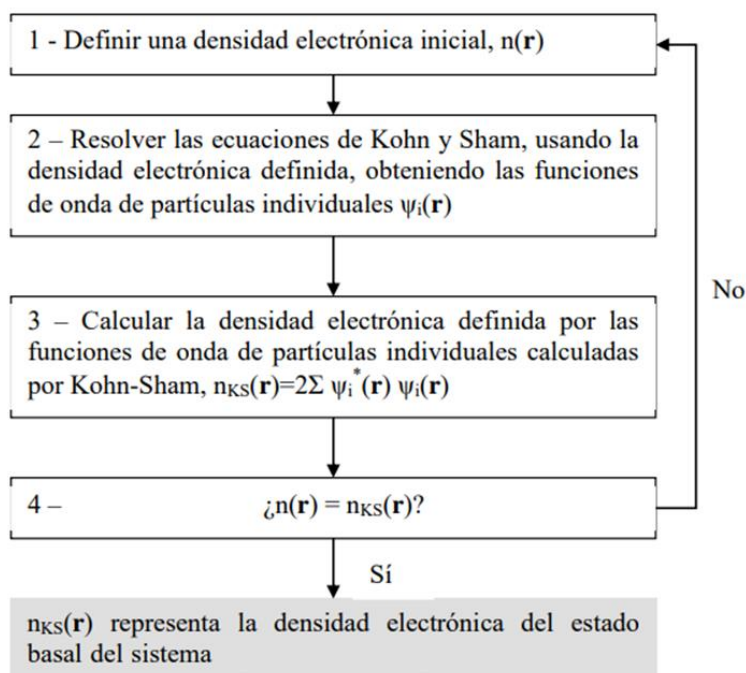 1 - Definir una densidad electrónica inicial, n(r)
2 – Resolver las ecuaciones de Kohn y Sham, usando la
densidad electrónica definida, obteniendo las funciones
de onda de partículas individuales ψi(r)
No
3 – Calcular la densidad electrónica definida por las
funciones de onda de partículas individuales calculadas
por Kohn-Sham, nKS(r)=2Σ ψi*(r) ψi(r)
4 – ¿n(r) = nKS(r)?
Sí
nKS(r) representa la densidad electrónica del estado
basal del sistema